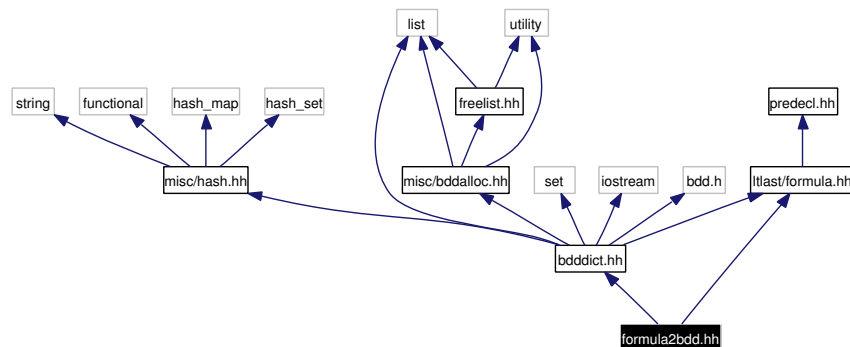 list
utility
string
functional
hash_map
hash_set
freelist.hh
predecl.hh
misc/hash.hh
misc/bddalloc.hh
set
iostream
bdd.h
ltlast/formula.hh
bdddict.hh
formula2bdd.hh